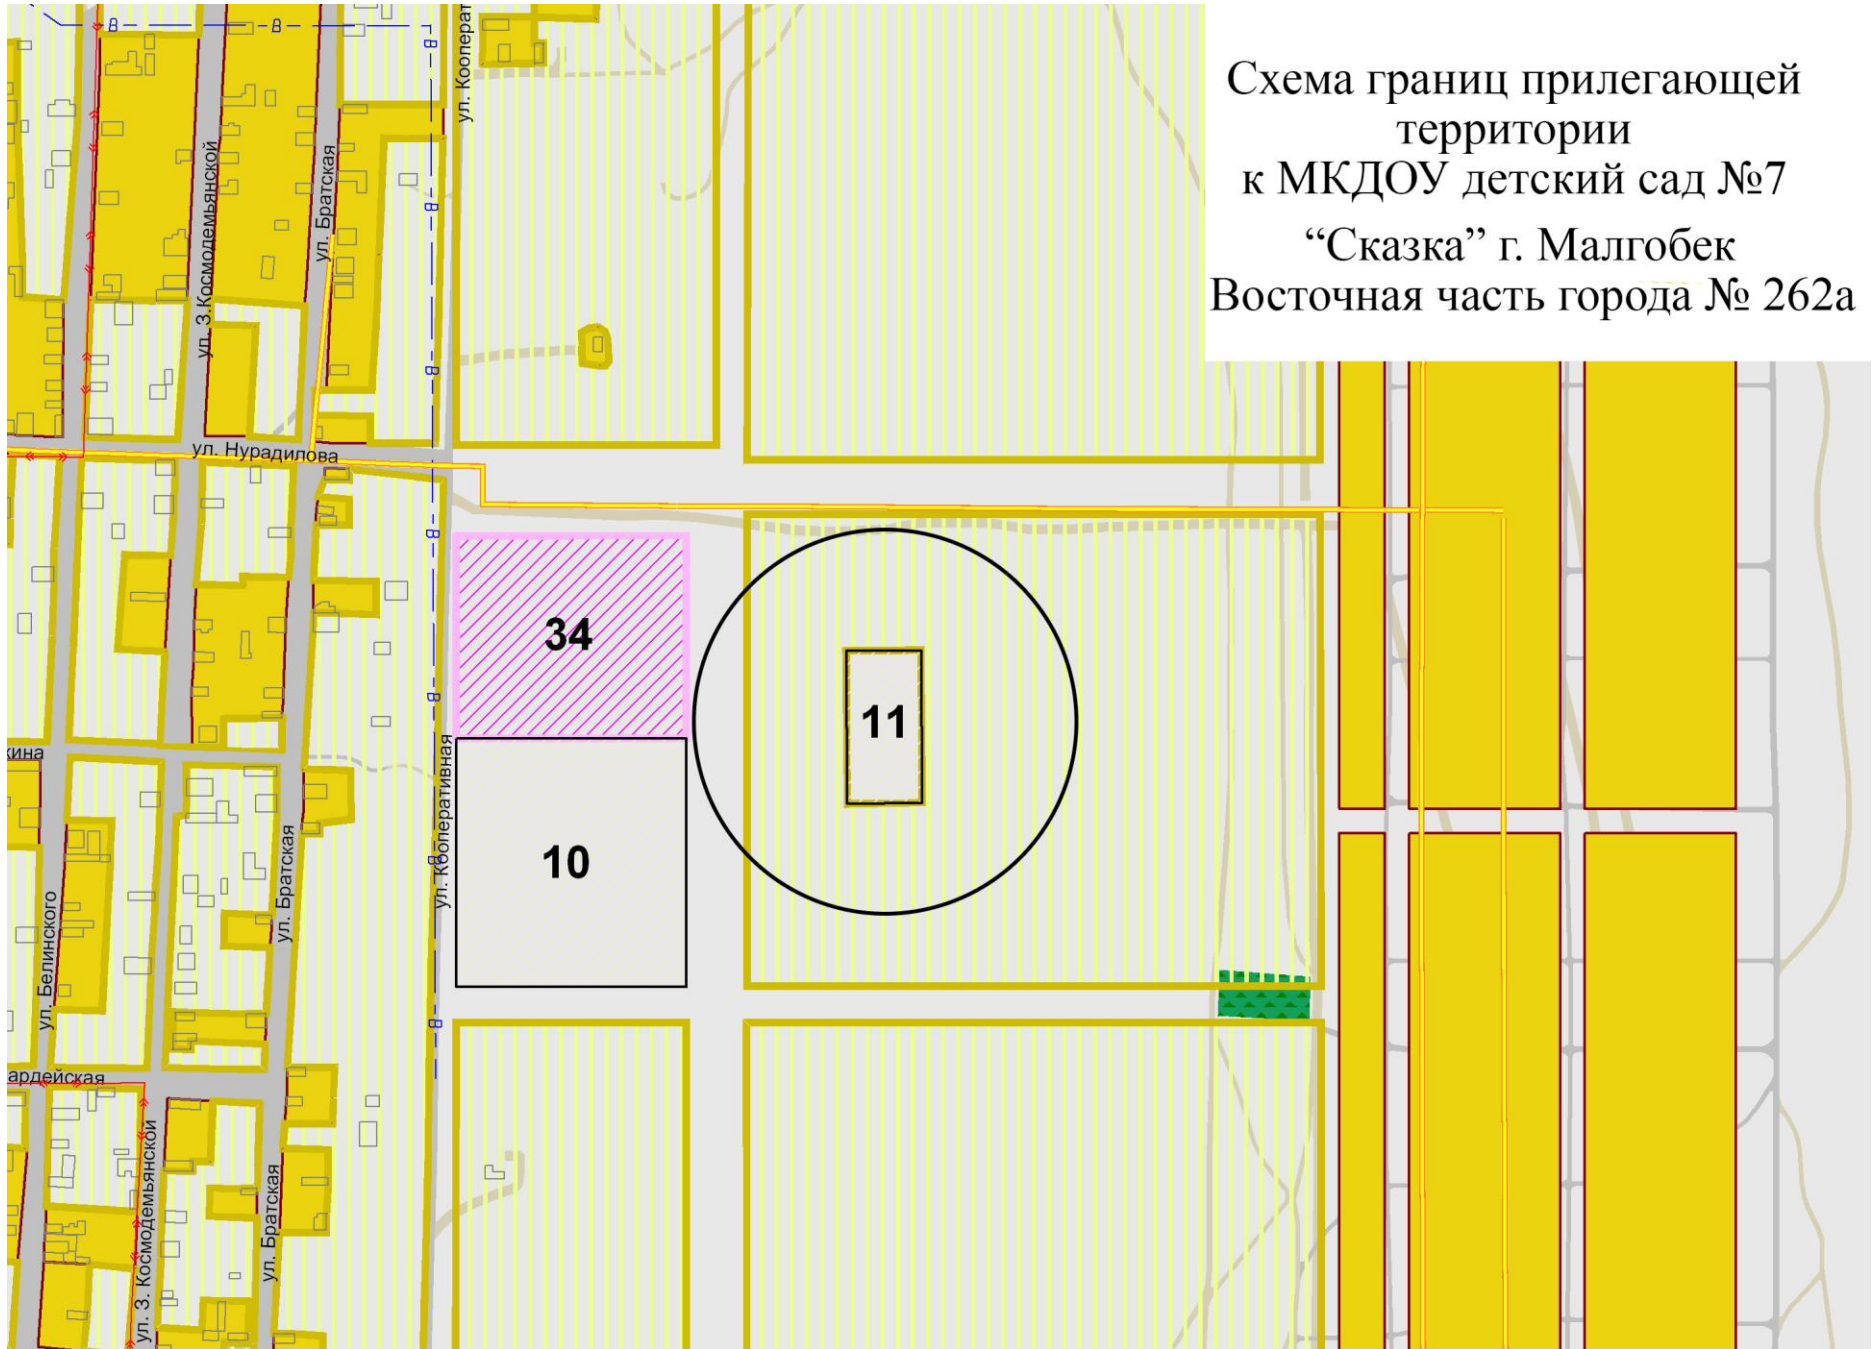 Схема границ прилегающей
территории
к МКДОУ детский сад №7
“Сказка” г. Малгобек
Восточная часть города № 262а
В
В
В
ул. Кооперат
ул. З.Космодемьянской
ул. Братская
В
В
ул. Нурадилова
В
34
В
11
кина
ул. Кооперативная
10
В
ул. Братская
ул. Белинского
В
ардейская
ул. З. Космодемьянской
ул. Братская